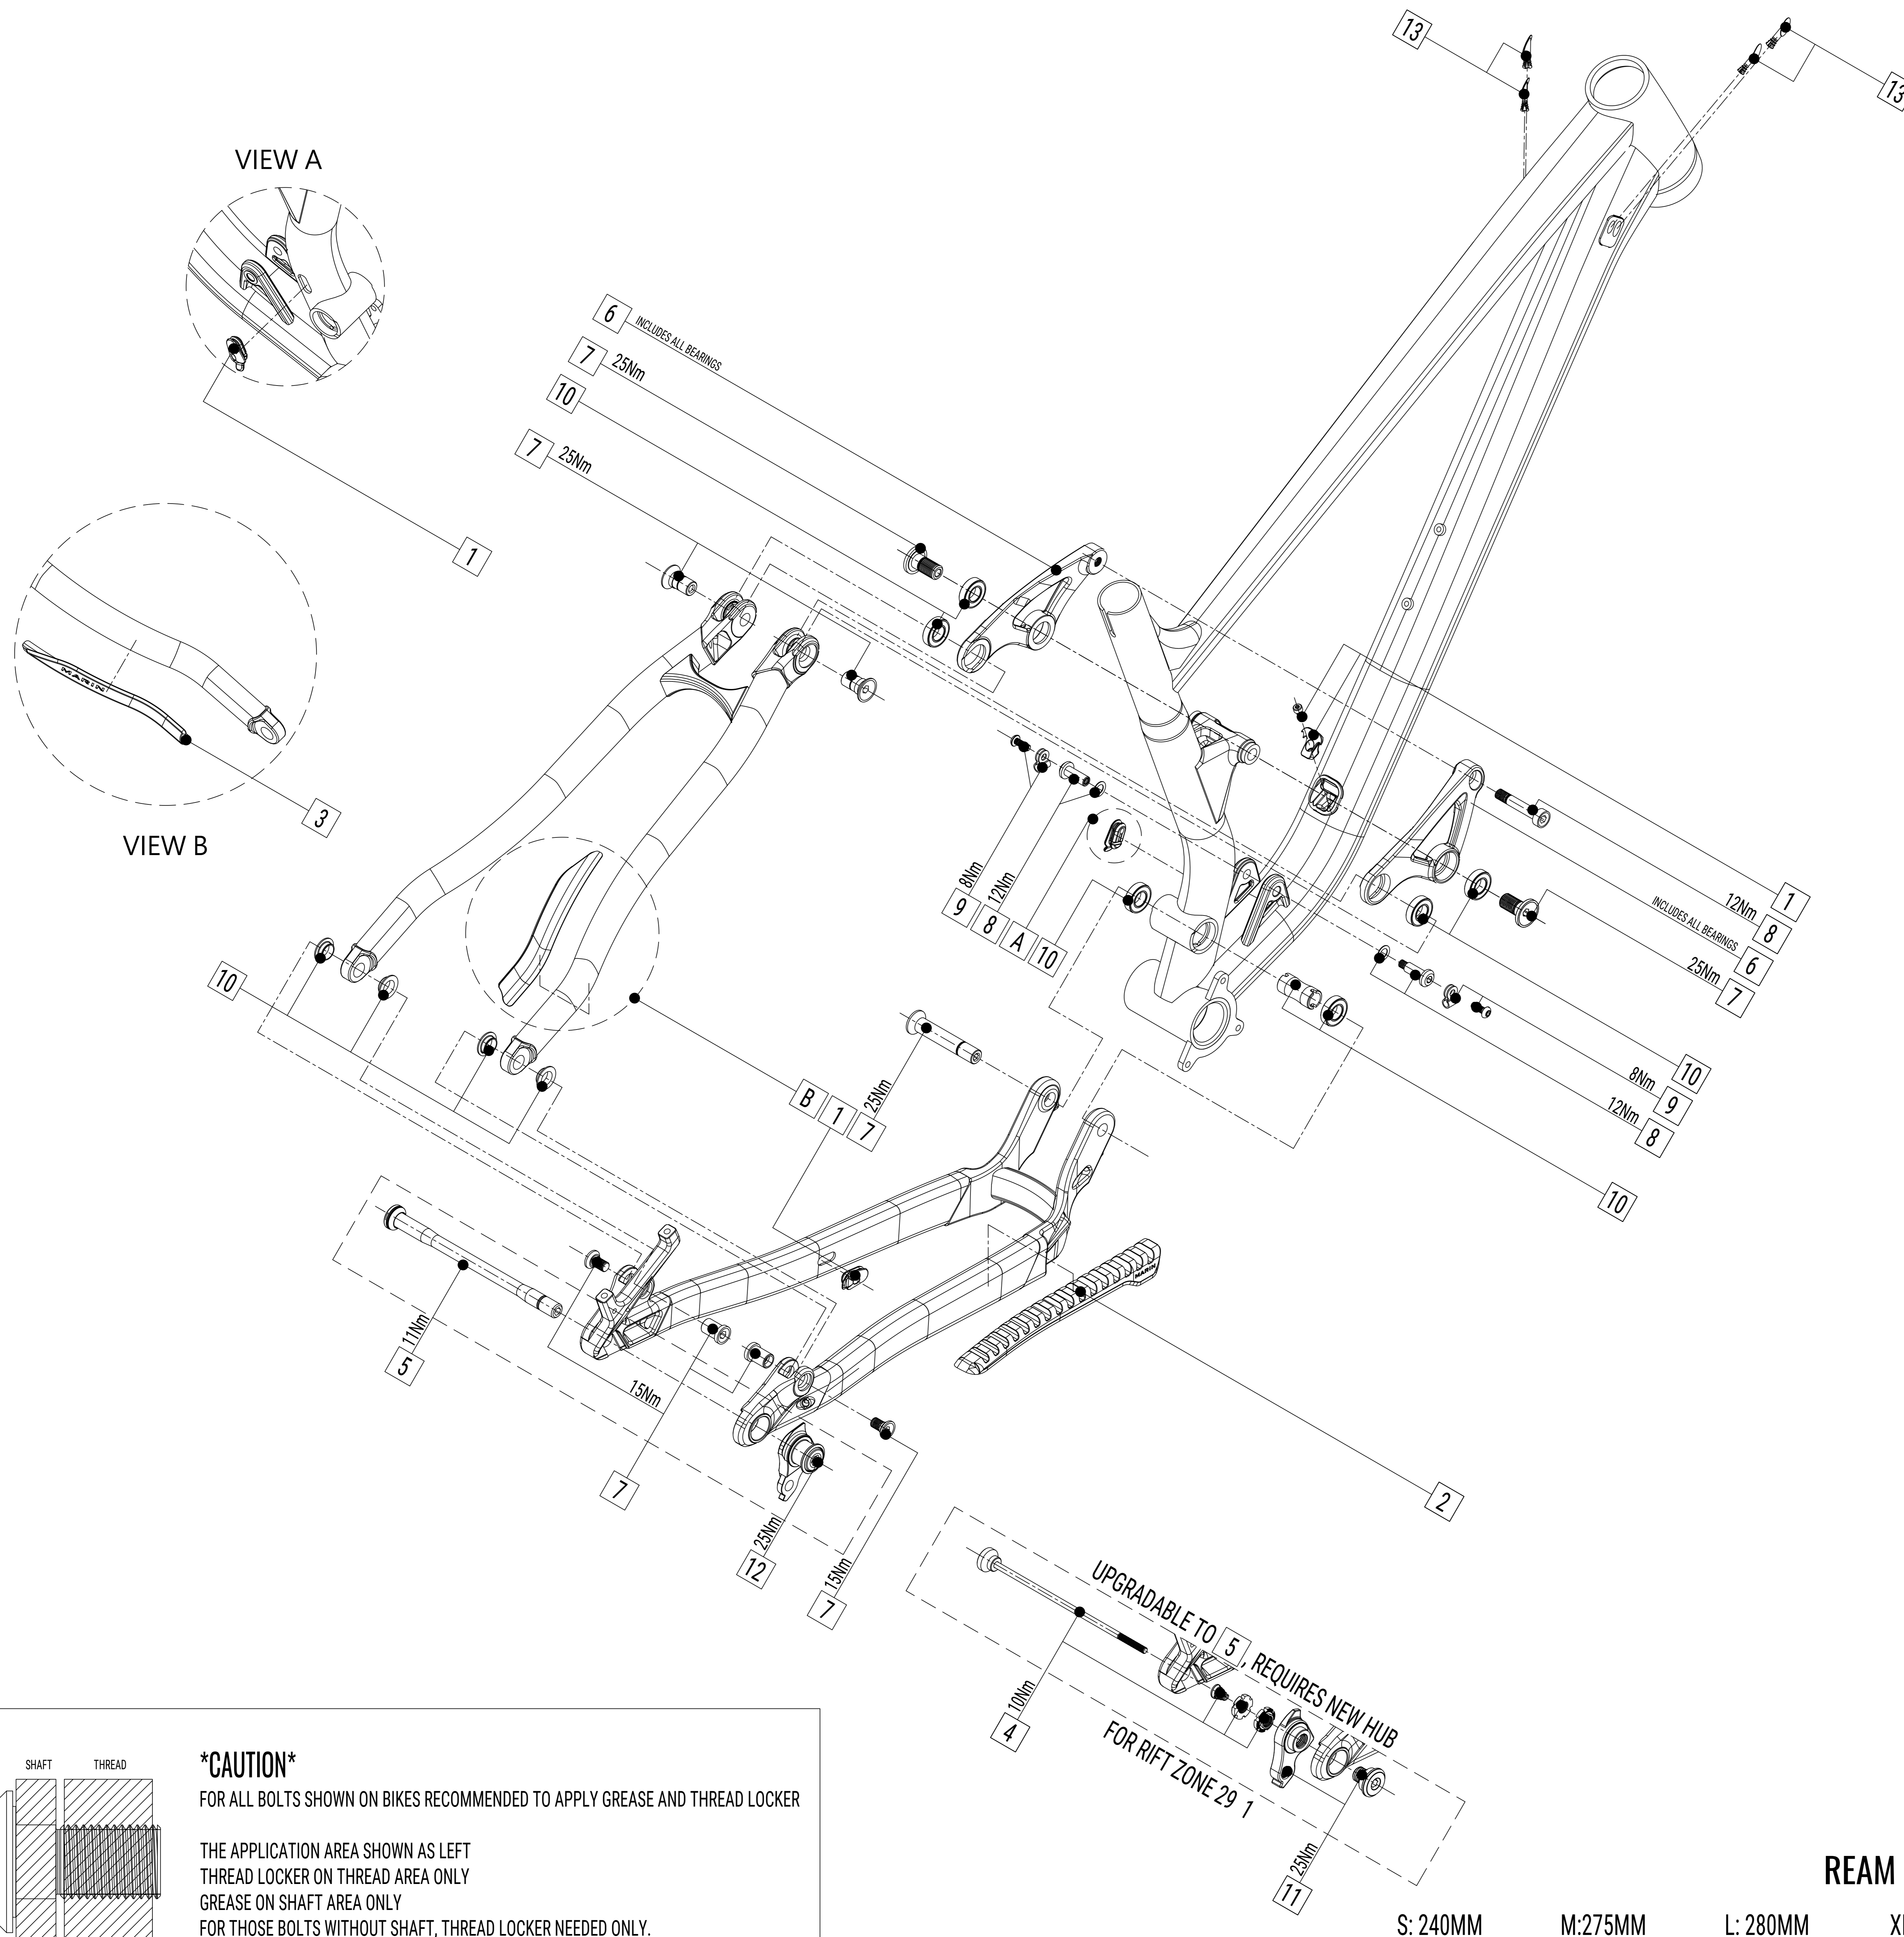 13
13
VIEW A
6 INCLUDES ALL BEARINGS
7 25Nm
10
7 25Nm
1
MARIN
3
VIEW B
9 8Nm
8 12Nm
A
10
1
8 12Nm
6 INCLUDES ALL BEARINGS
7 25Nm
10
9 8Nm
8 12Nm
10
10
B
1
7 25Nm
5 11Nm
MARIN
15Nm
7
12 25Nm
7 15Nm
2
UPGRADABLE TO 5, REQUIRES NEW HUB
4 10Nm
FOR RIFT ZONE 29 1
11 25Nm
SHAFT THREAD
*CAUTION*
FOR ALL BOLTS SHOWN ON BIKES RECOMMENDED TO APPLY GREASE AND THREAD LOCKER
THE APPLICATION AREA SHOWN AS LEFT
THREAD LOCKER ON THREAD AREA ONLY
GREASE ON SHAFT AREA ONLY
FOR THOSE BOLTS WITHOUT SHAFT, THREAD LOCKER NEEDED ONLY.
REAM
S: 240MM M:275MM L: 280MM